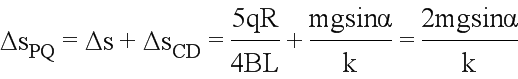 Δs_PQ = Δs + Δs_CD = 5qR/4BL + mgsinα/k = 2mgsinα/k